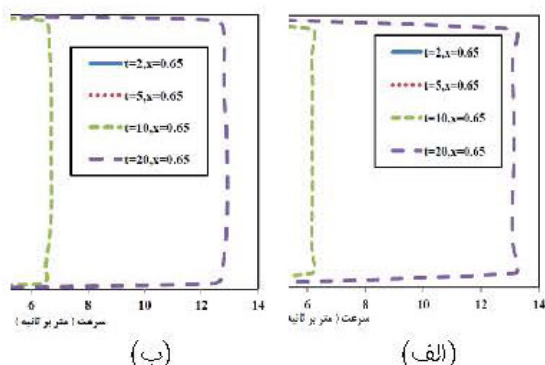 t=2,x=0.65
t=5,x=0.65
t=10,x=0.65
t=20,x=0.65
6 8 10 12 14
سرعت ( متر بر ثانیه )
(ب)
t=2,x=0.65
t=5,x=0.65
t=10,x=0.65
t=20,x=0.65
6 8 10 12 14
سرعت ( متر بر ثانیه
(الف)